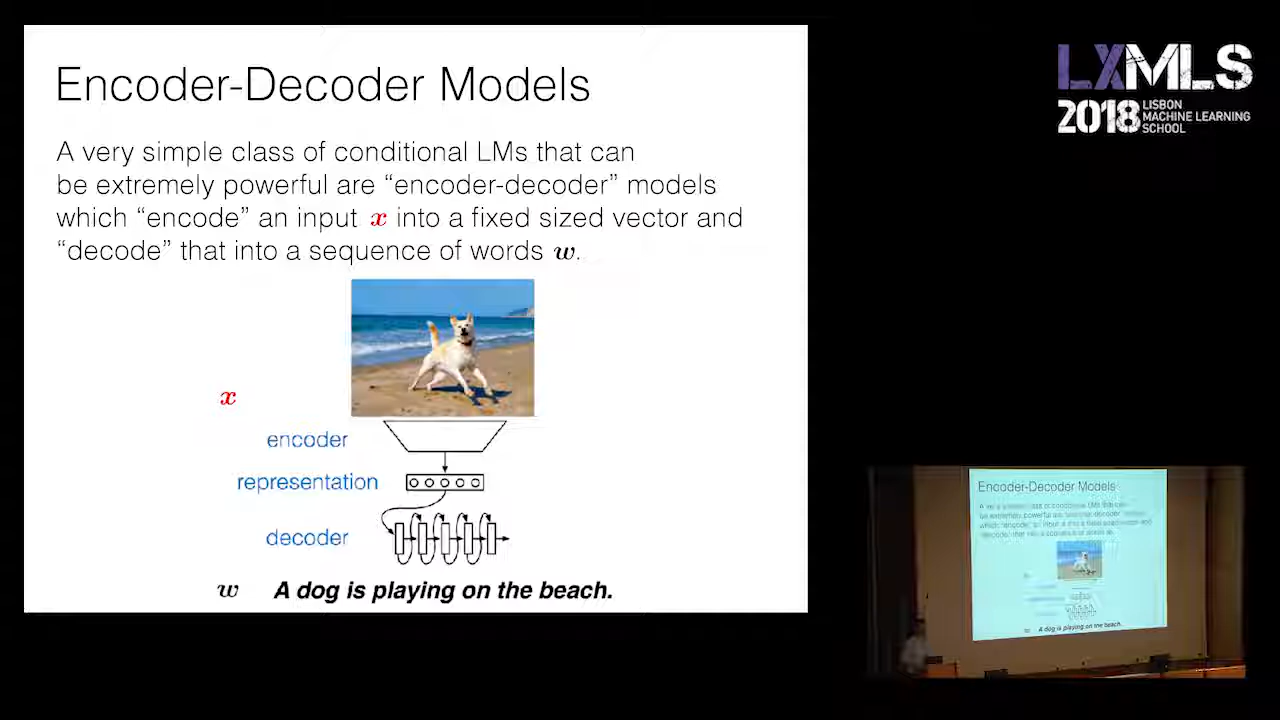 Encoder-Decoder Models
A very simple class of conditional LMs that can
be extremely powerful are “encoder-decoder” models
which “encode” an input x into a fixed sized vector and
“decode” that into a sequence of words w.
x
encoder
representation
decoder
w A dog is playing on the beach.
LXMLS
2018 LISBON
MACHINE LEARNING
SCHOOL
Encoder-Decoder Models
A dog is playing on the beach.